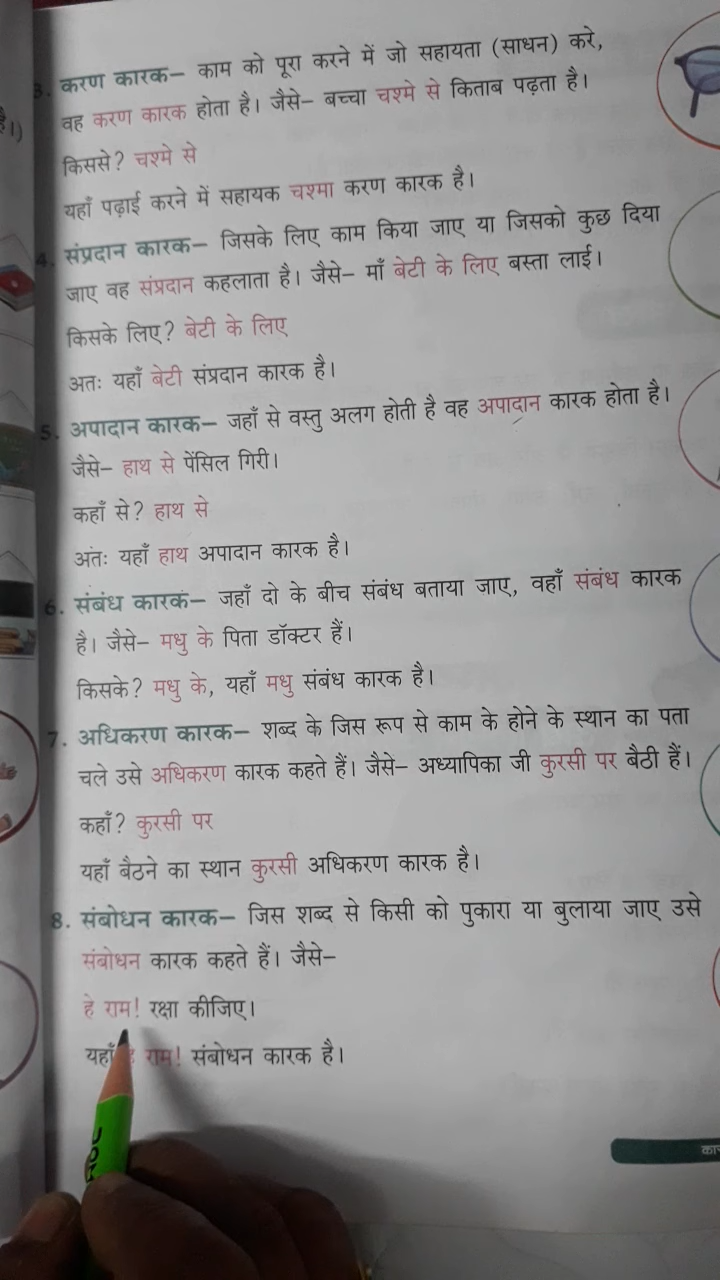 3. करण कारक– काम को पूरा करने में जो सहायता (साधन) करे,
वह करण कारक होता है। जैसे– बच्चा चश्मे से किताब पढ़ता है।
किससे? चश्मे से
यहाँ पढ़ाई करने में सहायक चश्मा करण कारक है।
4. संप्रदान कारक– जिसके लिए काम किया जाए या जिसको कुछ दिया
जाए वह संप्रदान कहलाता है। जैसे– माँ बेटी के लिए बस्ता लाई।
किसके लिए? बेटी के लिए
अतः यहाँ बेटी संप्रदान कारक है।
5. अपादान कारक– जहाँ से वस्तु अलग होती है वह अपादान कारक होता है।
जैसे– हाथ से पेंसिल गिरी।
कहाँ से? हाथ से
अंतः यहाँ हाथ अपादान कारक है।
6. संबंध कारक– जहाँ दो के बीच संबंध बताया जाए, वहाँ संबंध कारक
है। जैसे– मधु के पिता डॉक्टर हैं।
किसके? मधु के, यहाँ मधु संबंध कारक है।
7. अधिकरण कारक– शब्द के जिस रूप से काम के होने के स्थान का पता
चले उसे अधिकरण कारक कहते हैं। जैसे– अध्यापिका जी कुरसी पर बैठी हैं।
कहाँ? कुरसी पर
यहाँ बैठने का स्थान कुरसी अधिकरण कारक है।
8. संबोधन कारक– जिस शब्द से किसी को पुकारा या बुलाया जाए उसे
संबोधन कारक कहते हैं। जैसे–
हे राम! रक्षा कीजिए।
यहाँ हे राम! संबोधन कारक है।